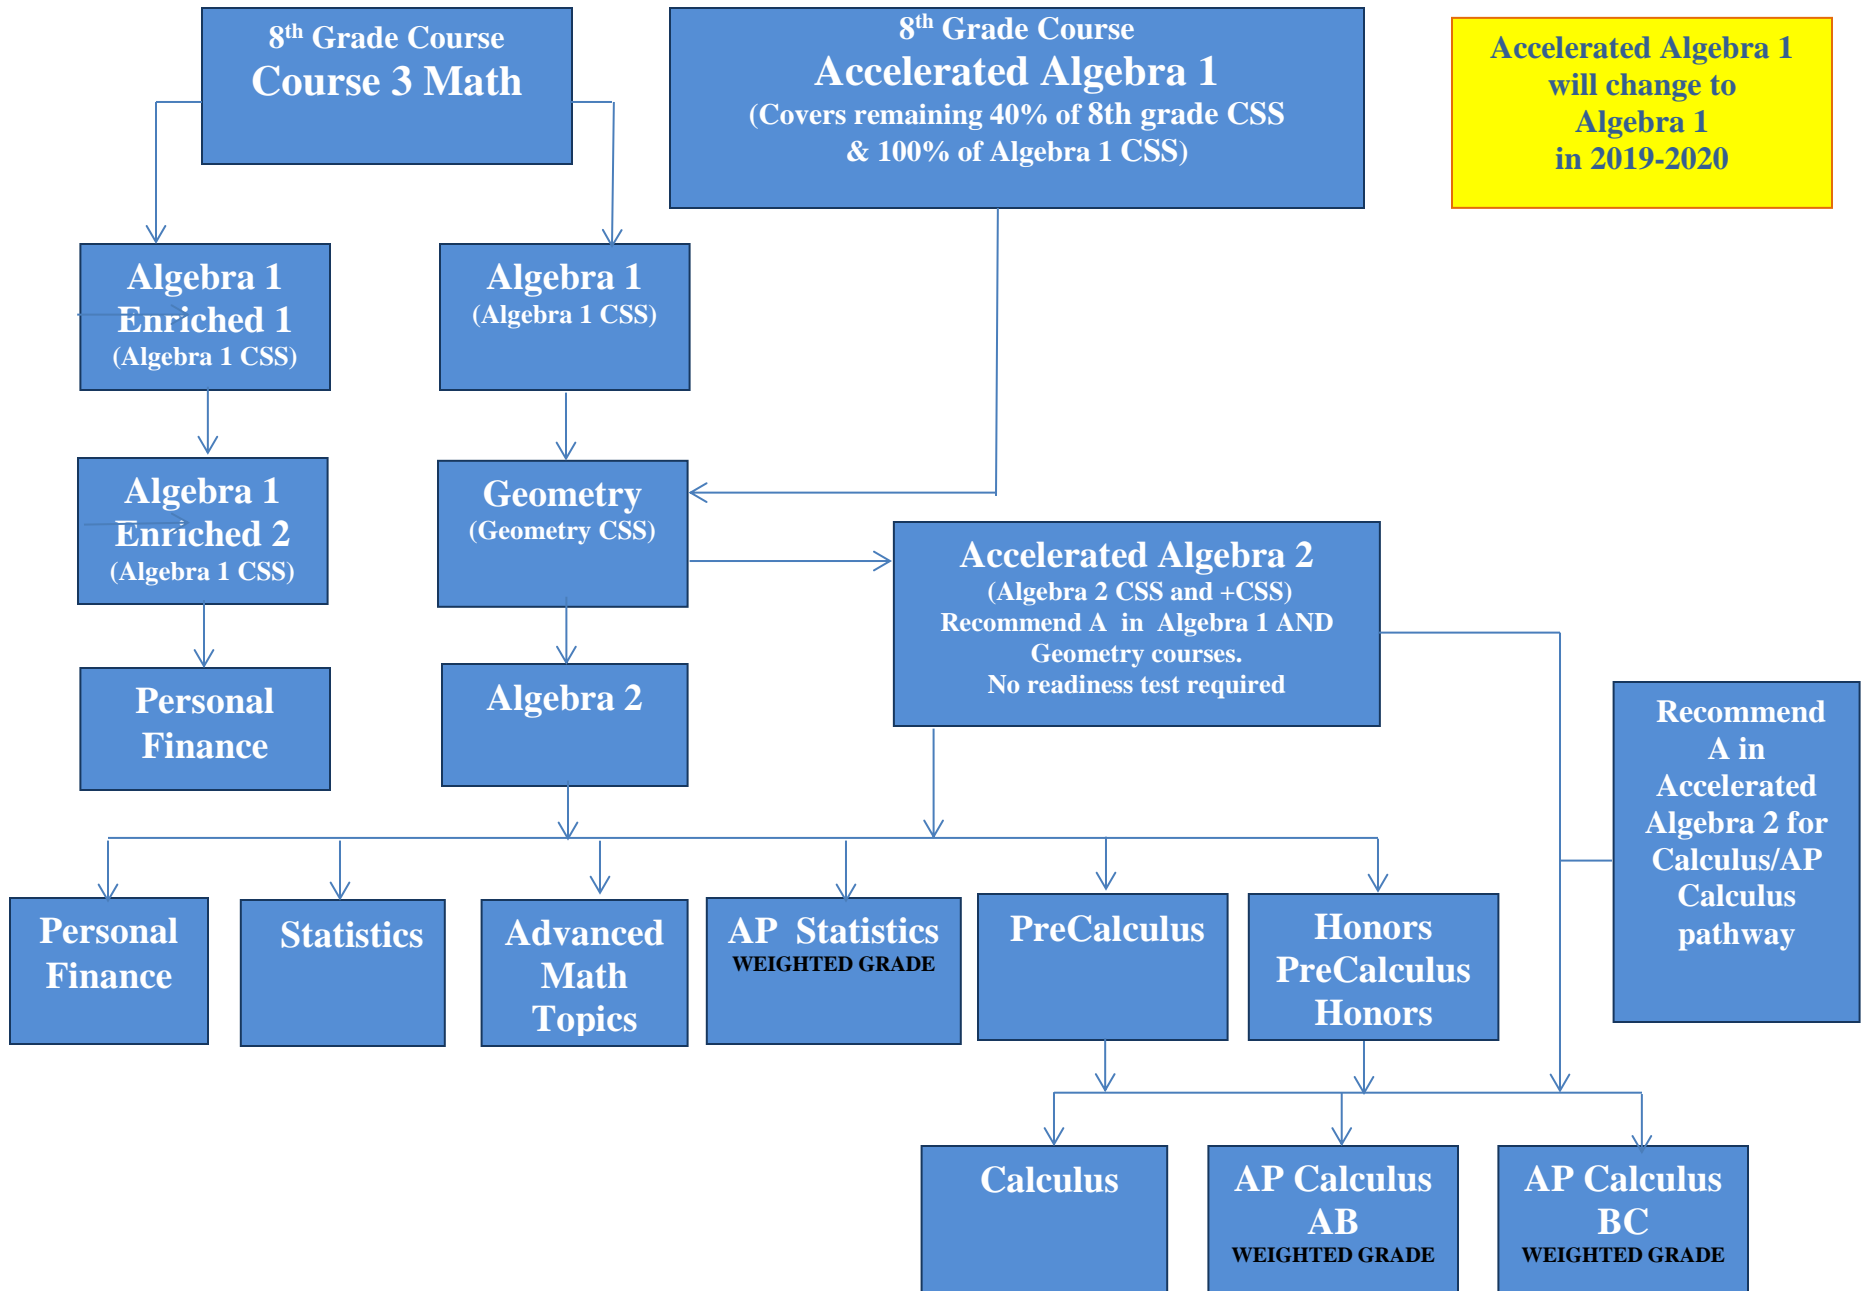 8th Grade Course
Course 3 Math
8th Grade Course
Accelerated Algebra 1
(Covers remaining 40% of 8th grade CSS
& 100% of Algebra 1 CSS)
Accelerated Algebra 1
will change to
Algebra 1
in 2019-2020
Algebra 1
Enriched 1
(Algebra 1 CSS)
Algebra 1
(Algebra 1 CSS)
Algebra 1
Enriched 2
(Algebra 1 CSS)
Geometry
(Geometry CSS)
Accelerated Algebra 2
(Algebra 2 CSS and +CSS)
Recommend A in Algebra 1 AND
Geometry courses.
No readiness test required
Personal
Finance
Algebra 2
Recommend
A in
Accelerated
Algebra 2 for
Calculus/AP
Calculus
pathway
Personal
Finance
Statistics
Advanced
Math
Topics
AP Statistics
WEIGHTED GRADE
PreCalculus
Honors
PreCalculus
Honors
Calculus
AP Calculus
AB
WEIGHTED GRADE
AP Calculus
BC
WEIGHTED GRADE